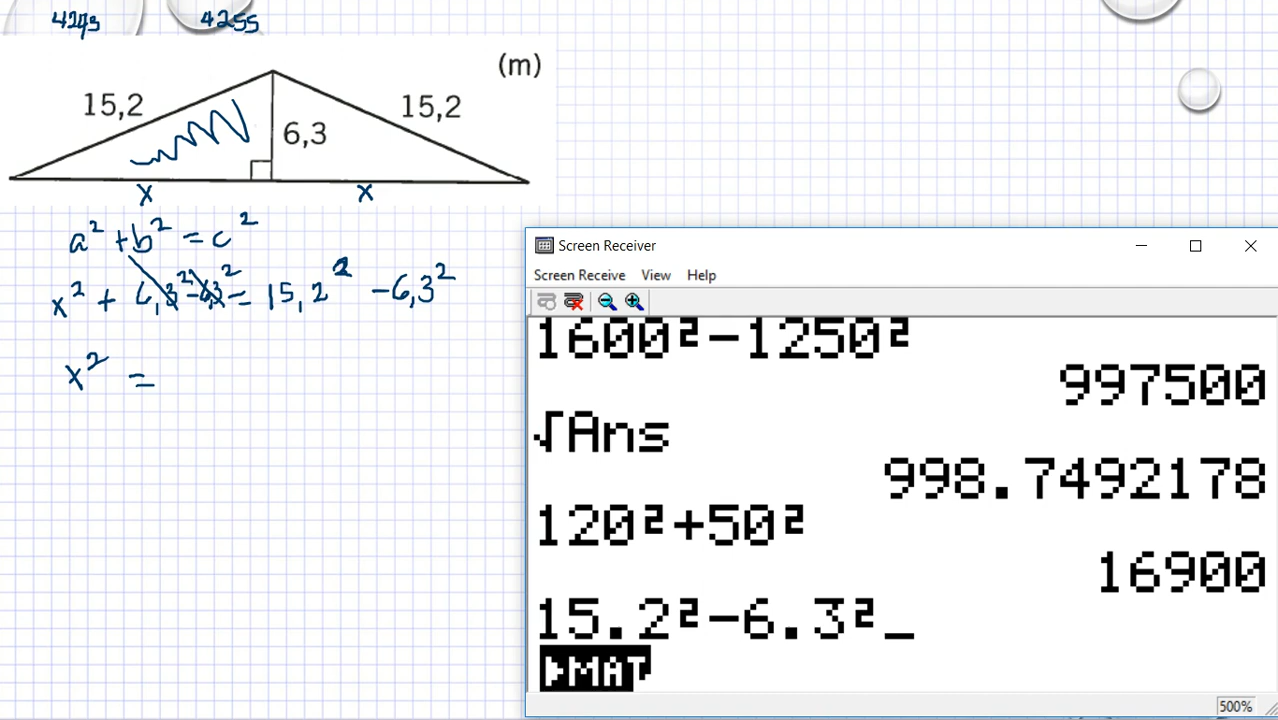 4249 4255
(m)
15,2 15,2
6,3
x x
a² + b² = c²
x² + 6,3² - 6,3² = 15,2² - 6,3²
x² =
Screen Receiver
Screen Receive View Help
1600²-1250²
997500
√Ans
998.7492178
120²+50²
16900
15.2²-6.3²_
▶MAT
500%